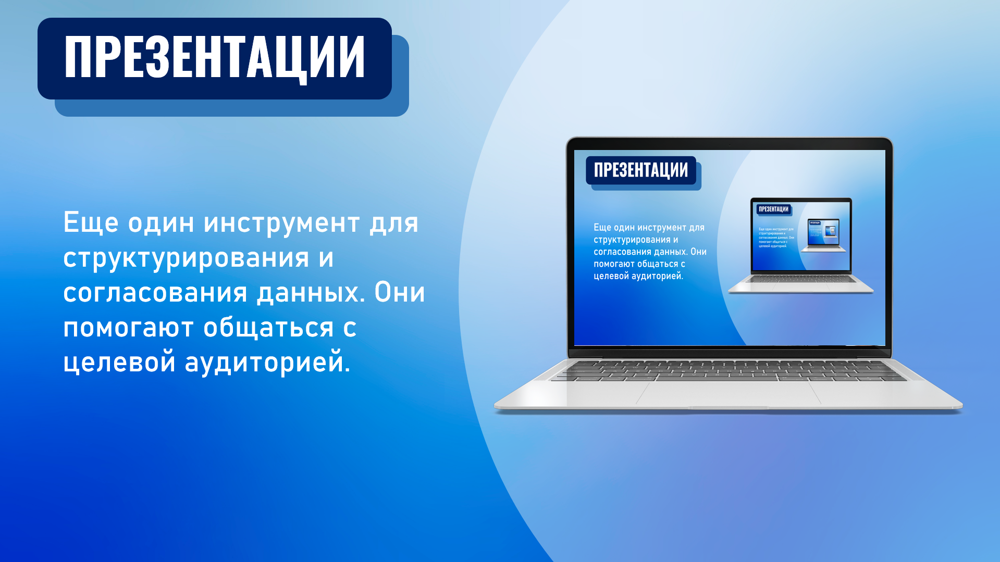 ПРЕЗЕНТАЦИИ
Еще один инструмент для
структурирования и
согласования данных. Они
помогают общаться с
целевой аудиторией.
ПРЕЗЕНТАЦИИ
Еще один инструмент для
структурирования и
согласования данных. Они
помогают общаться с
целевой аудиторией.
ПРЕЗЕНТАЦИИ
Еще один инструмент для
структурирования и
согласования данных. Они
помогают общаться с
целевой аудиторией.
ПРЕЗЕНТАЦИИ